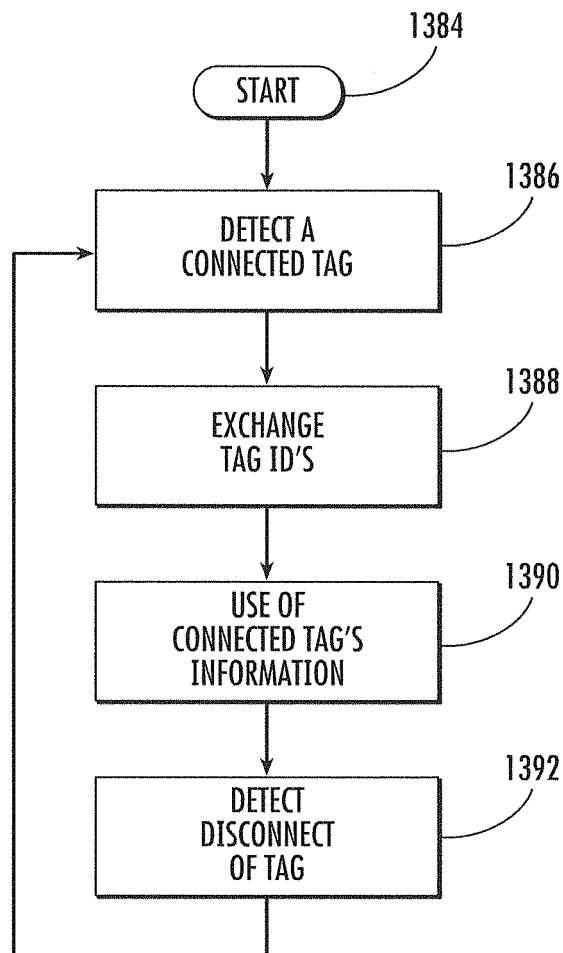 1384
START
1386
DETECT A
CONNECTED TAG
1388
EXCHANGE
TAG ID'S
1390
USE OF
CONNECTED TAG'S
INFORMATION
1392
DETECT
DISCONNECT
OF TAG